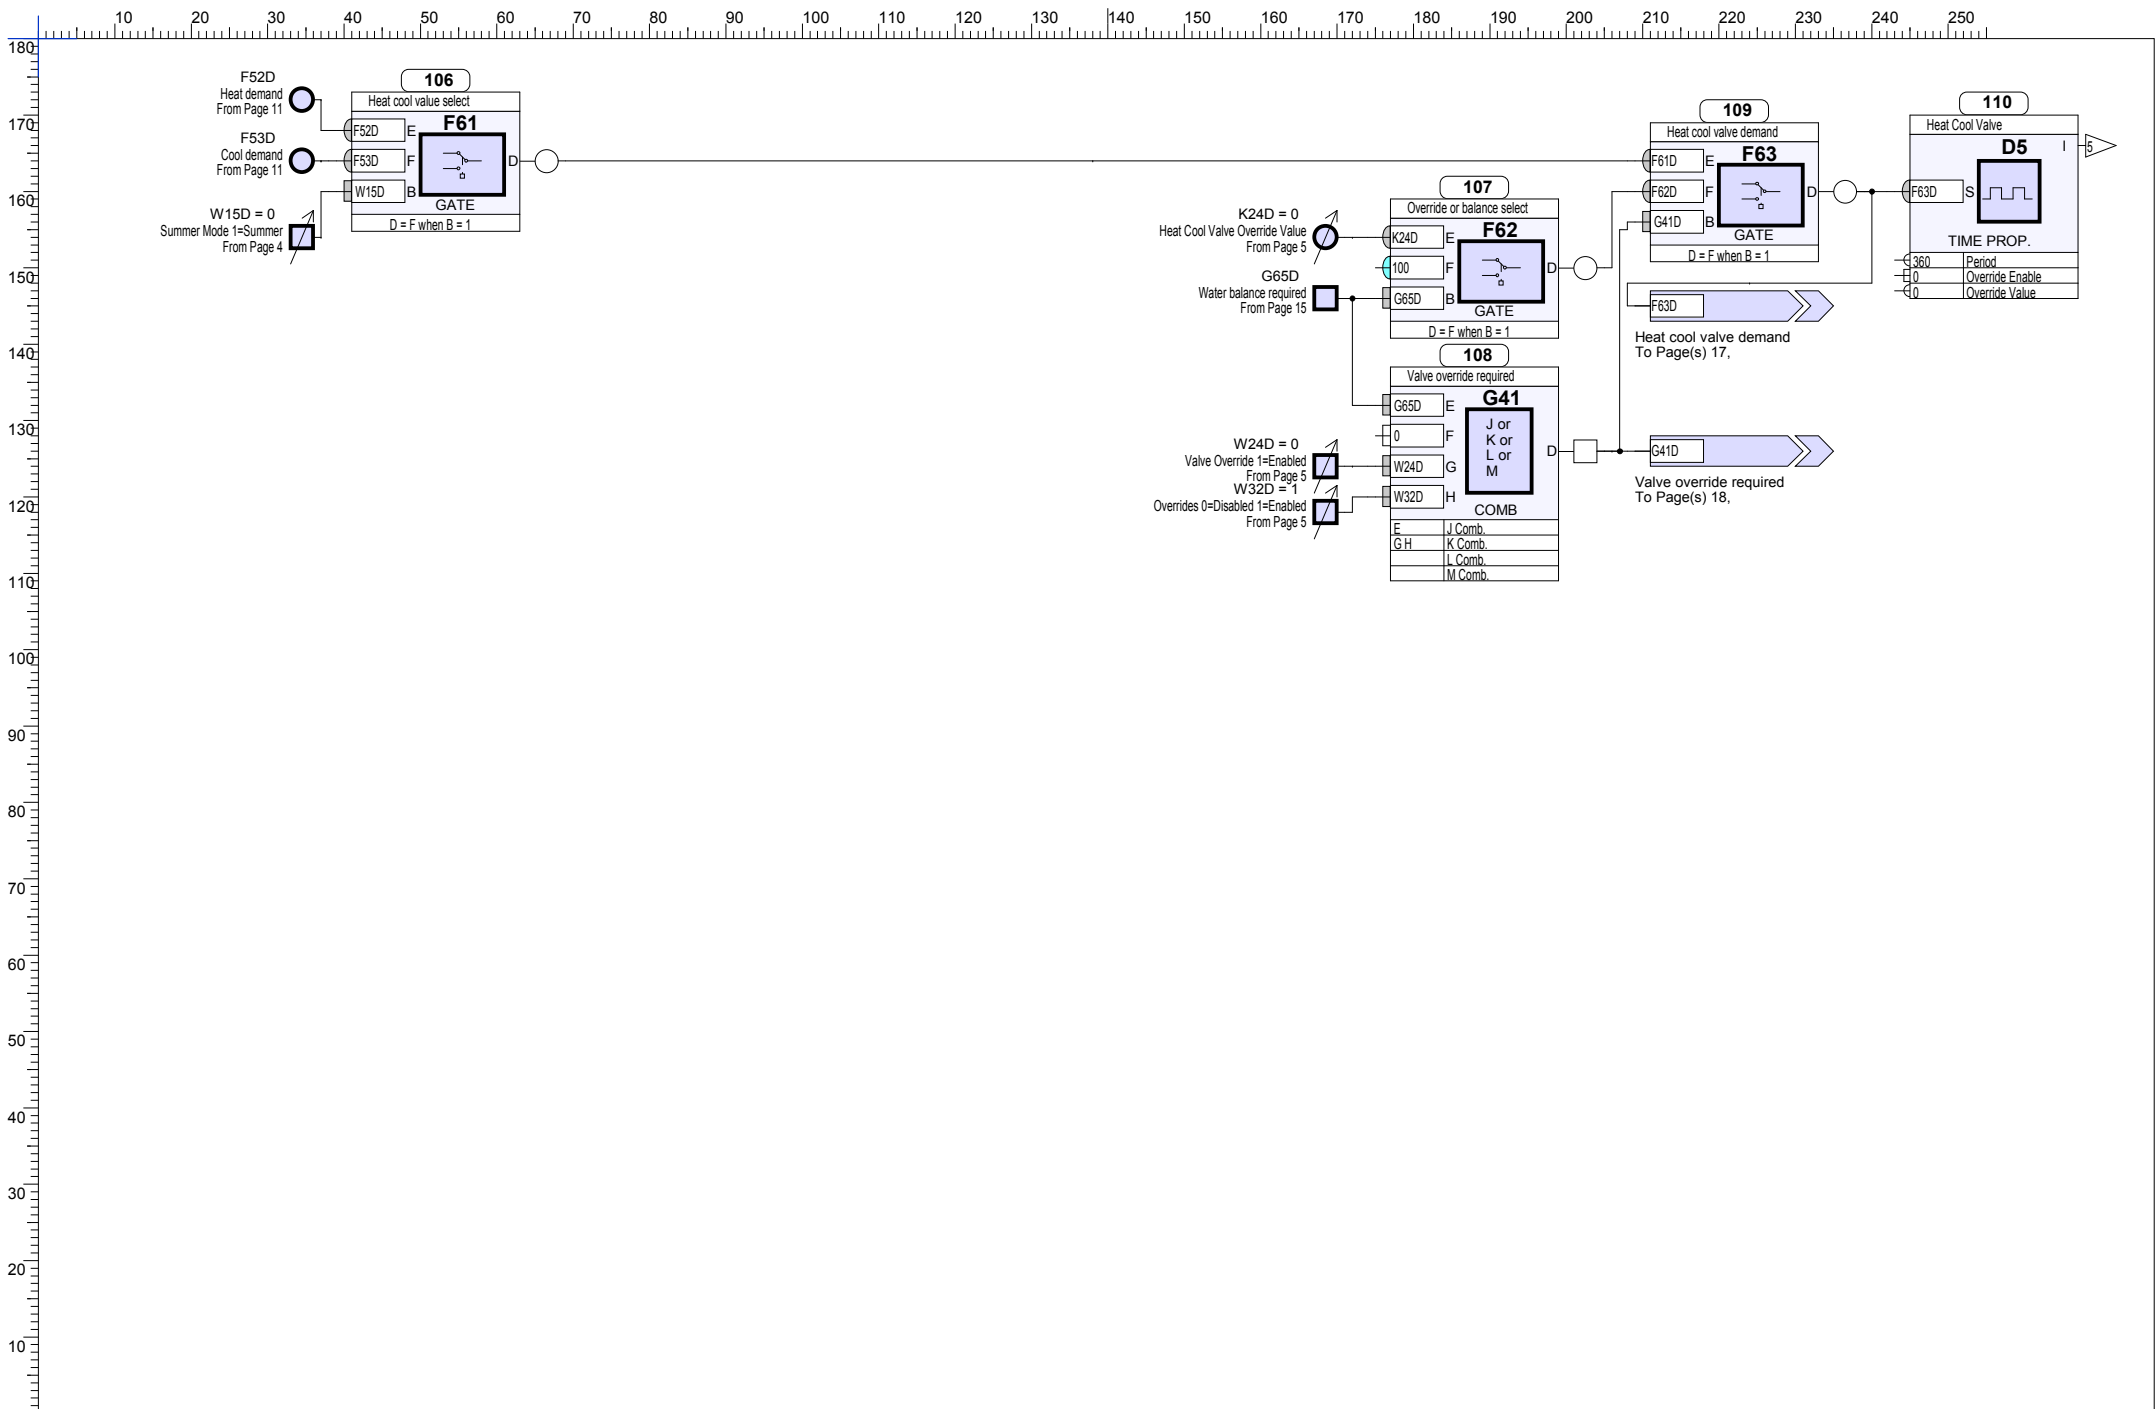 10 20 30 40 50 60 70 80 90 100 110 120 130 140 150 160 170 180 190 200 210 220 230 240 250
180
170
160
150
140
130
120
110
100
90
80
70
60
50
40
30
20
10
F52D
Heat demand
From Page 11
F53D
Cool demand
From Page 11
W15D = 0
Summer Mode 1=Summer
From Page 4
106
Heat cool value select
F61
F52D E
F53D F
W15D B
D
GATE
D = F when B = 1
K24D = 0
Heat Cool Valve Override Value
From Page 5
G65D
Water balance required
From Page 15
107
Override or balance select
F62
K24D E
100 F
G65D B
D
GATE
D = F when B = 1
W24D = 0
Valve Override 1=Enabled
From Page 5
W32D = 1
Overrides 0=Disabled 1=Enabled
From Page 5
108
Valve override required
G41
G65D E
0 F
W24D G
W32D H
J or
K or
L or
M
D
COMB
E J Comb.
G H K Comb.
L Comb.
M Comb.
109
Heat cool valve demand
F63
F61D E
F62D F
G41D B
D
GATE
D = F when B = 1
F63D
Heat cool valve demand
To Page(s) 17,
G41D
Valve override required
To Page(s) 18,
110
Heat Cool Valve
D5
I 5
F63D S
TIME PROP.
360 Period
0 Override Enable
0 Override Value